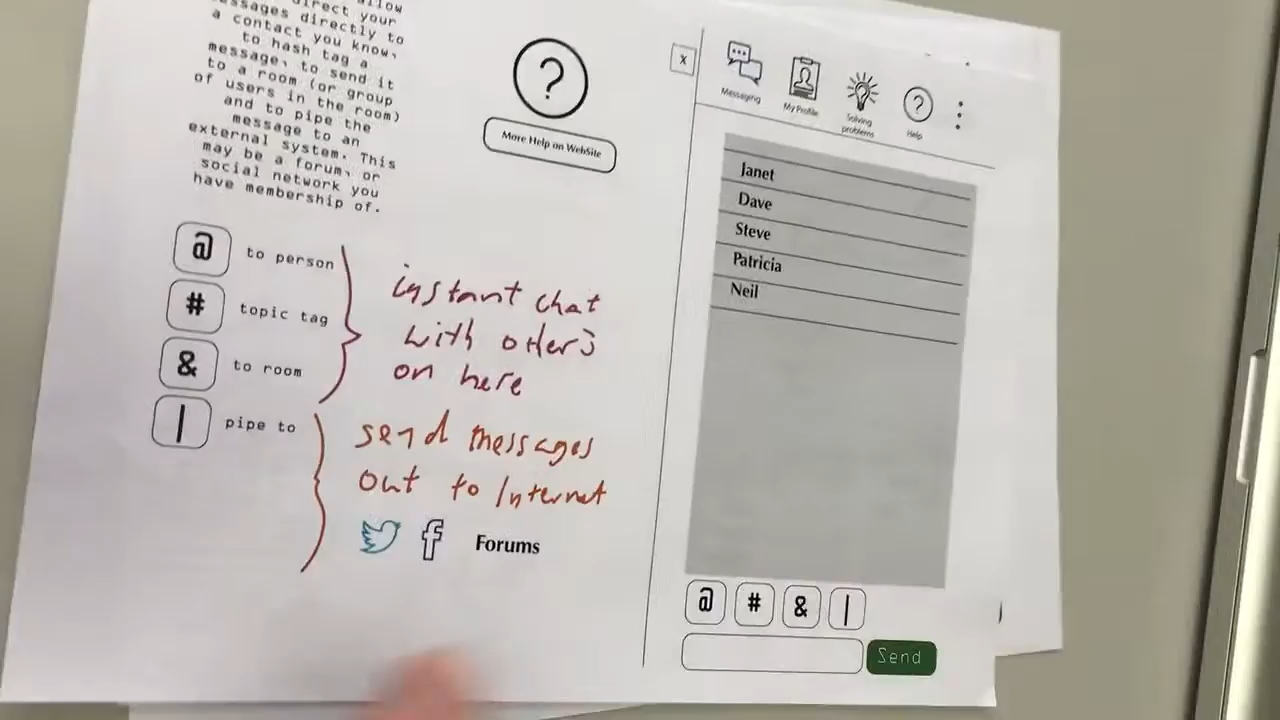 allow
direct your
messages directly to
a contact you know,
to hash tag a
message, to send it
to a room (or group
of users in the room)
and to pipe the
message to an
external system. This
may be a forum, or
social network you
have membership of.
@ to person
# topic tag
& to room
| pipe to
instant chat
with others
on here
send messages
out to Internet
Forums
?
More Help on WebSite
x
Messaging
My Profile
Solving
problems
?
Help
Janet
Dave
Steve
Patricia
Neil
@ # & |
Send